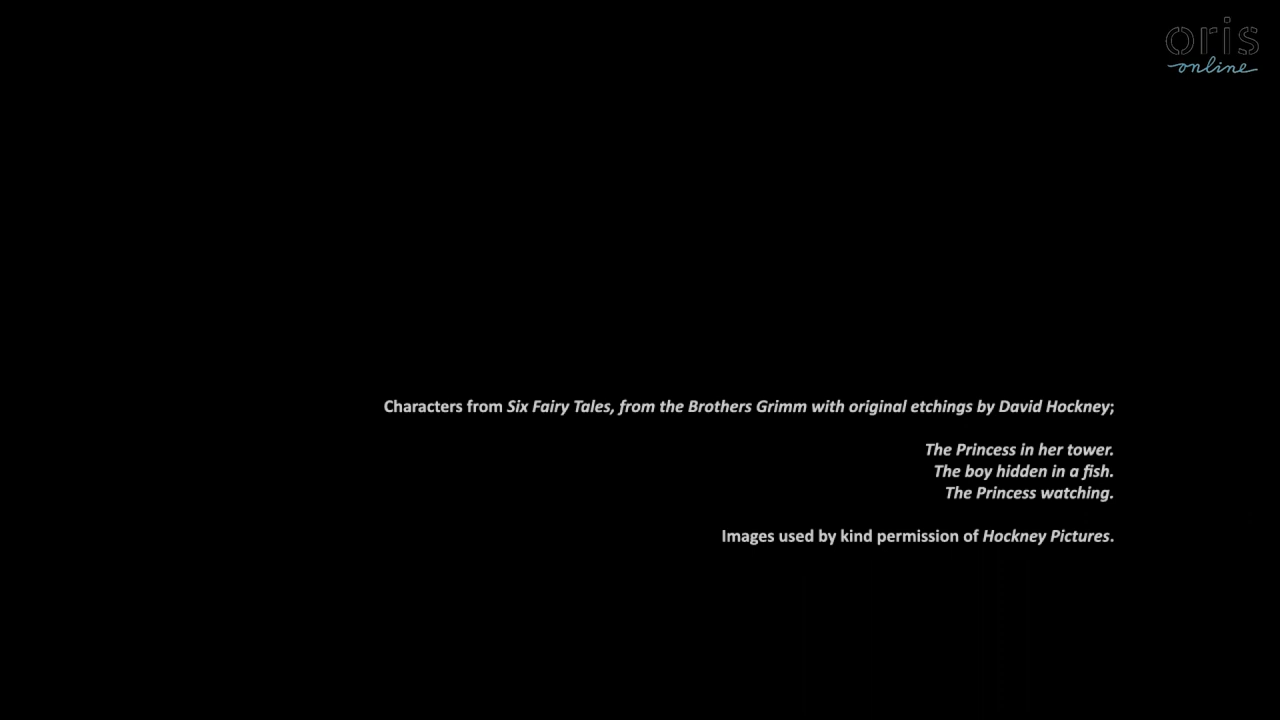 oris
online
Characters from Six Fairy Tales, from the Brothers Grimm with original etchings by David Hockney;
The Princess in her tower.
The boy hidden in a fish.
The Princess watching.
Images used by kind permission of Hockney Pictures.